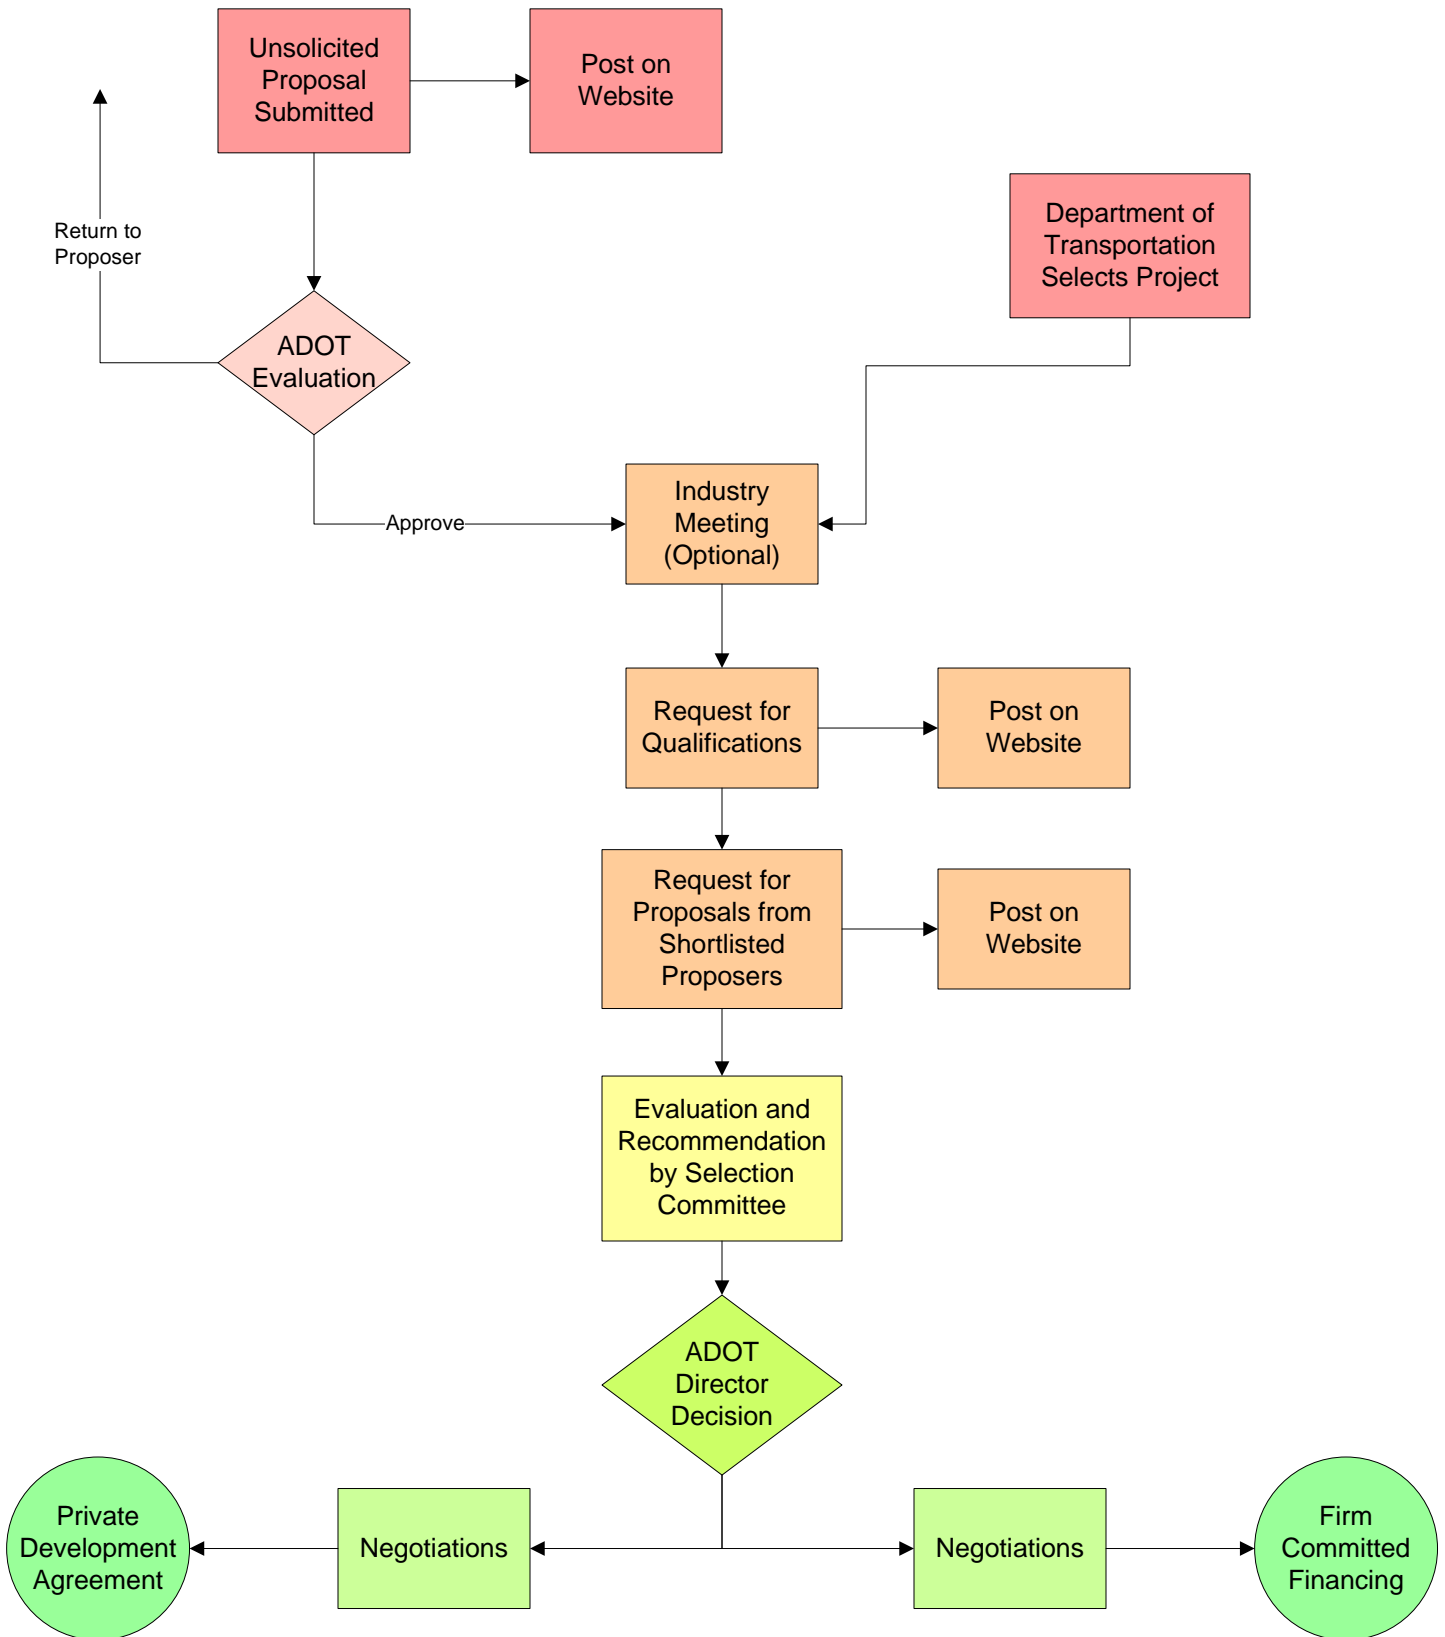 Unsolicited
Proposal
Submitted
Post on
Website
Return to
Proposer
Department of
Transportation
Selects Project
ADOT
Evaluation
Approve
Industry
Meeting
(Optional)
Request for
Qualifications
Post on
Website
Request for
Proposals from
Shortlisted
Proposers
Post on
Website
Evaluation and
Recommendation
by Selection
Committee
ADOT
Director
Decision
Private
Development
Agreement
Negotiations
Negotiations
Firm
Committed
Financing